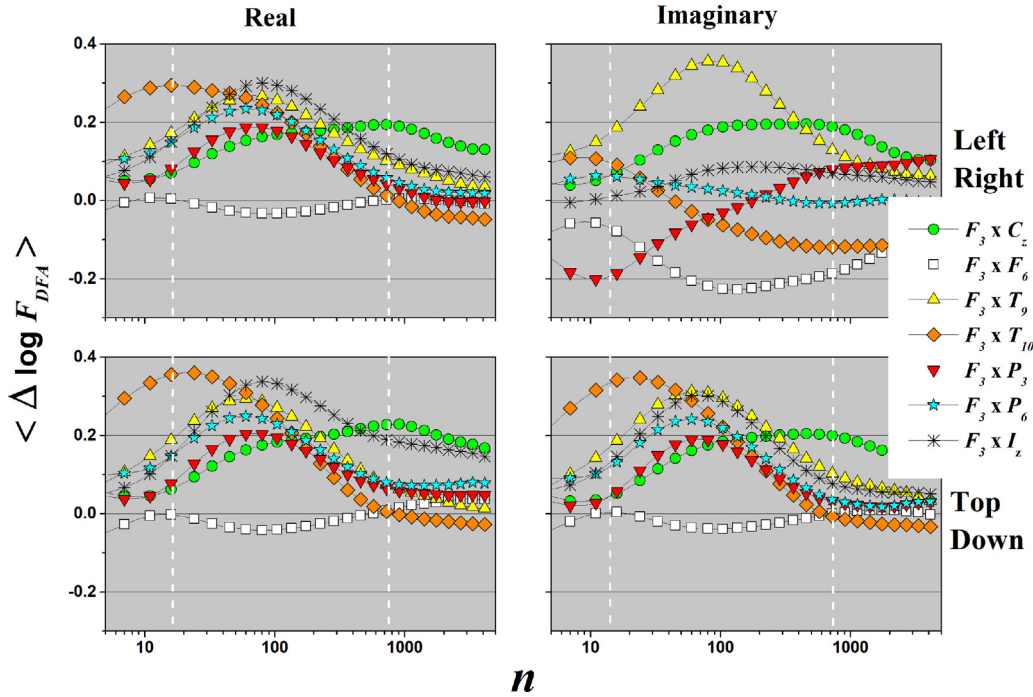 Real
Imaginary
0.4
0.2
0.0
-0.2
Left
Right
F3 x Cz
F3 x F6
F3 x T9
F3 x T10
F3 x P3
F3 x P6
F3 x Iz
< Δ log FDFA >
0.4
0.2
0.0
-0.2
10
100
1000
10
100
1000
Top
Down
n